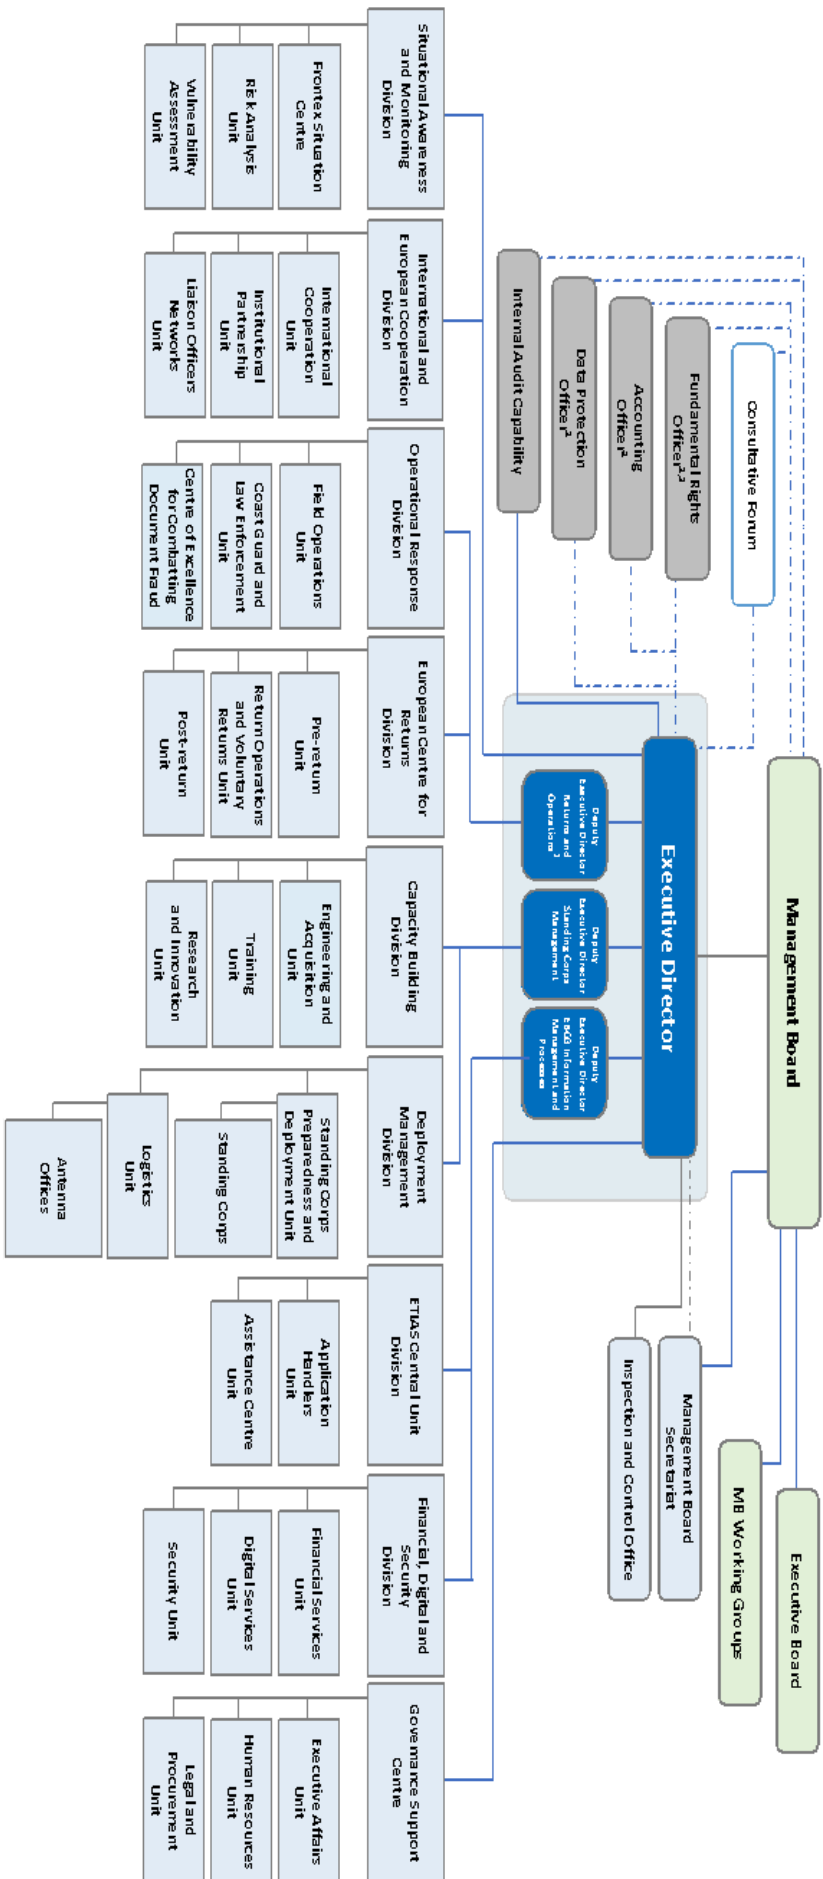 Management Board
Executive Board
MB Working Groups
Management Board
Secretariat
Inspection and Control Office
Consultative Forum
Fundamental Rights
Officer²,³
Accounting
Officer²
Data Protection
Officer²
Internal Audit Capability
Executive Director
Deputy
Executive Director
Returns and
Operations¹
Deputy
Executive Director
Standing Corps
Management
Deputy
Executive Director
EBCG Information
Management and
Processes
Situational Awareness
and Monitoring
Division
Frontex Situation
Centre
Risk Analysis
Unit
Vulnerability
Assessment
Unit
International and
European Cooperation
Division
International
Cooperation
Unit
Institutional
Partnership
Unit
Liaison Officers
Networks
Unit
Operational Response
Division
Field Operations
Unit
Coast Guard and
Law Enforcement
Unit
Centre of Excellence
for Combatting
Document Fraud
European Centre for
Returns
Division
Pre-return
Unit
Return Operations
and Voluntary
Returns Unit
Post-return
Unit
Capacity Building
Division
Engineering and
Acquisition
Unit
Training
Unit
Research
and Innovation
Unit
Deployment
Management
Division
Standing Corps
Preparedness and
Deployment Unit
Standing Corps
Logistics
Unit
Antenna
Offices
ETIAS Central Unit
Division
Application
Handlers
Unit
Assistance Centre
Unit
Financial, Digital and
Security
Division
Financial Services
Unit
Digital Services
Unit
Security Unit
Governance Support
Centre
Executive Affairs
Unit
Human Resources
Unit
Legal and
Procurement
Unit